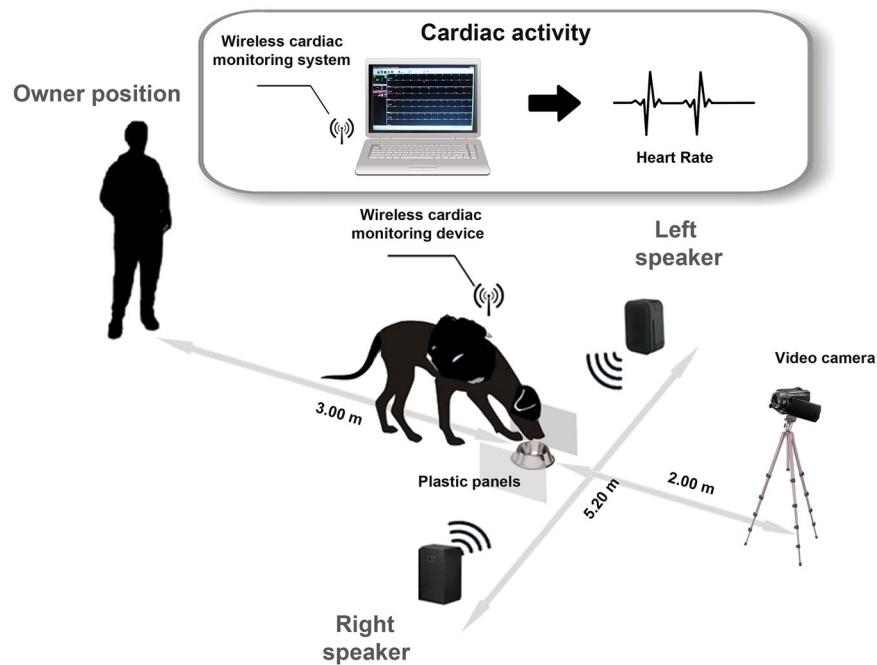 Cardiac activity
Wireless cardiac
monitoring system
Heart Rate
Owner position
Wireless cardiac
monitoring device
Left
speaker
Video camera
3.00 m
Plastic panels
2.00 m
5.20 m
Right
speaker